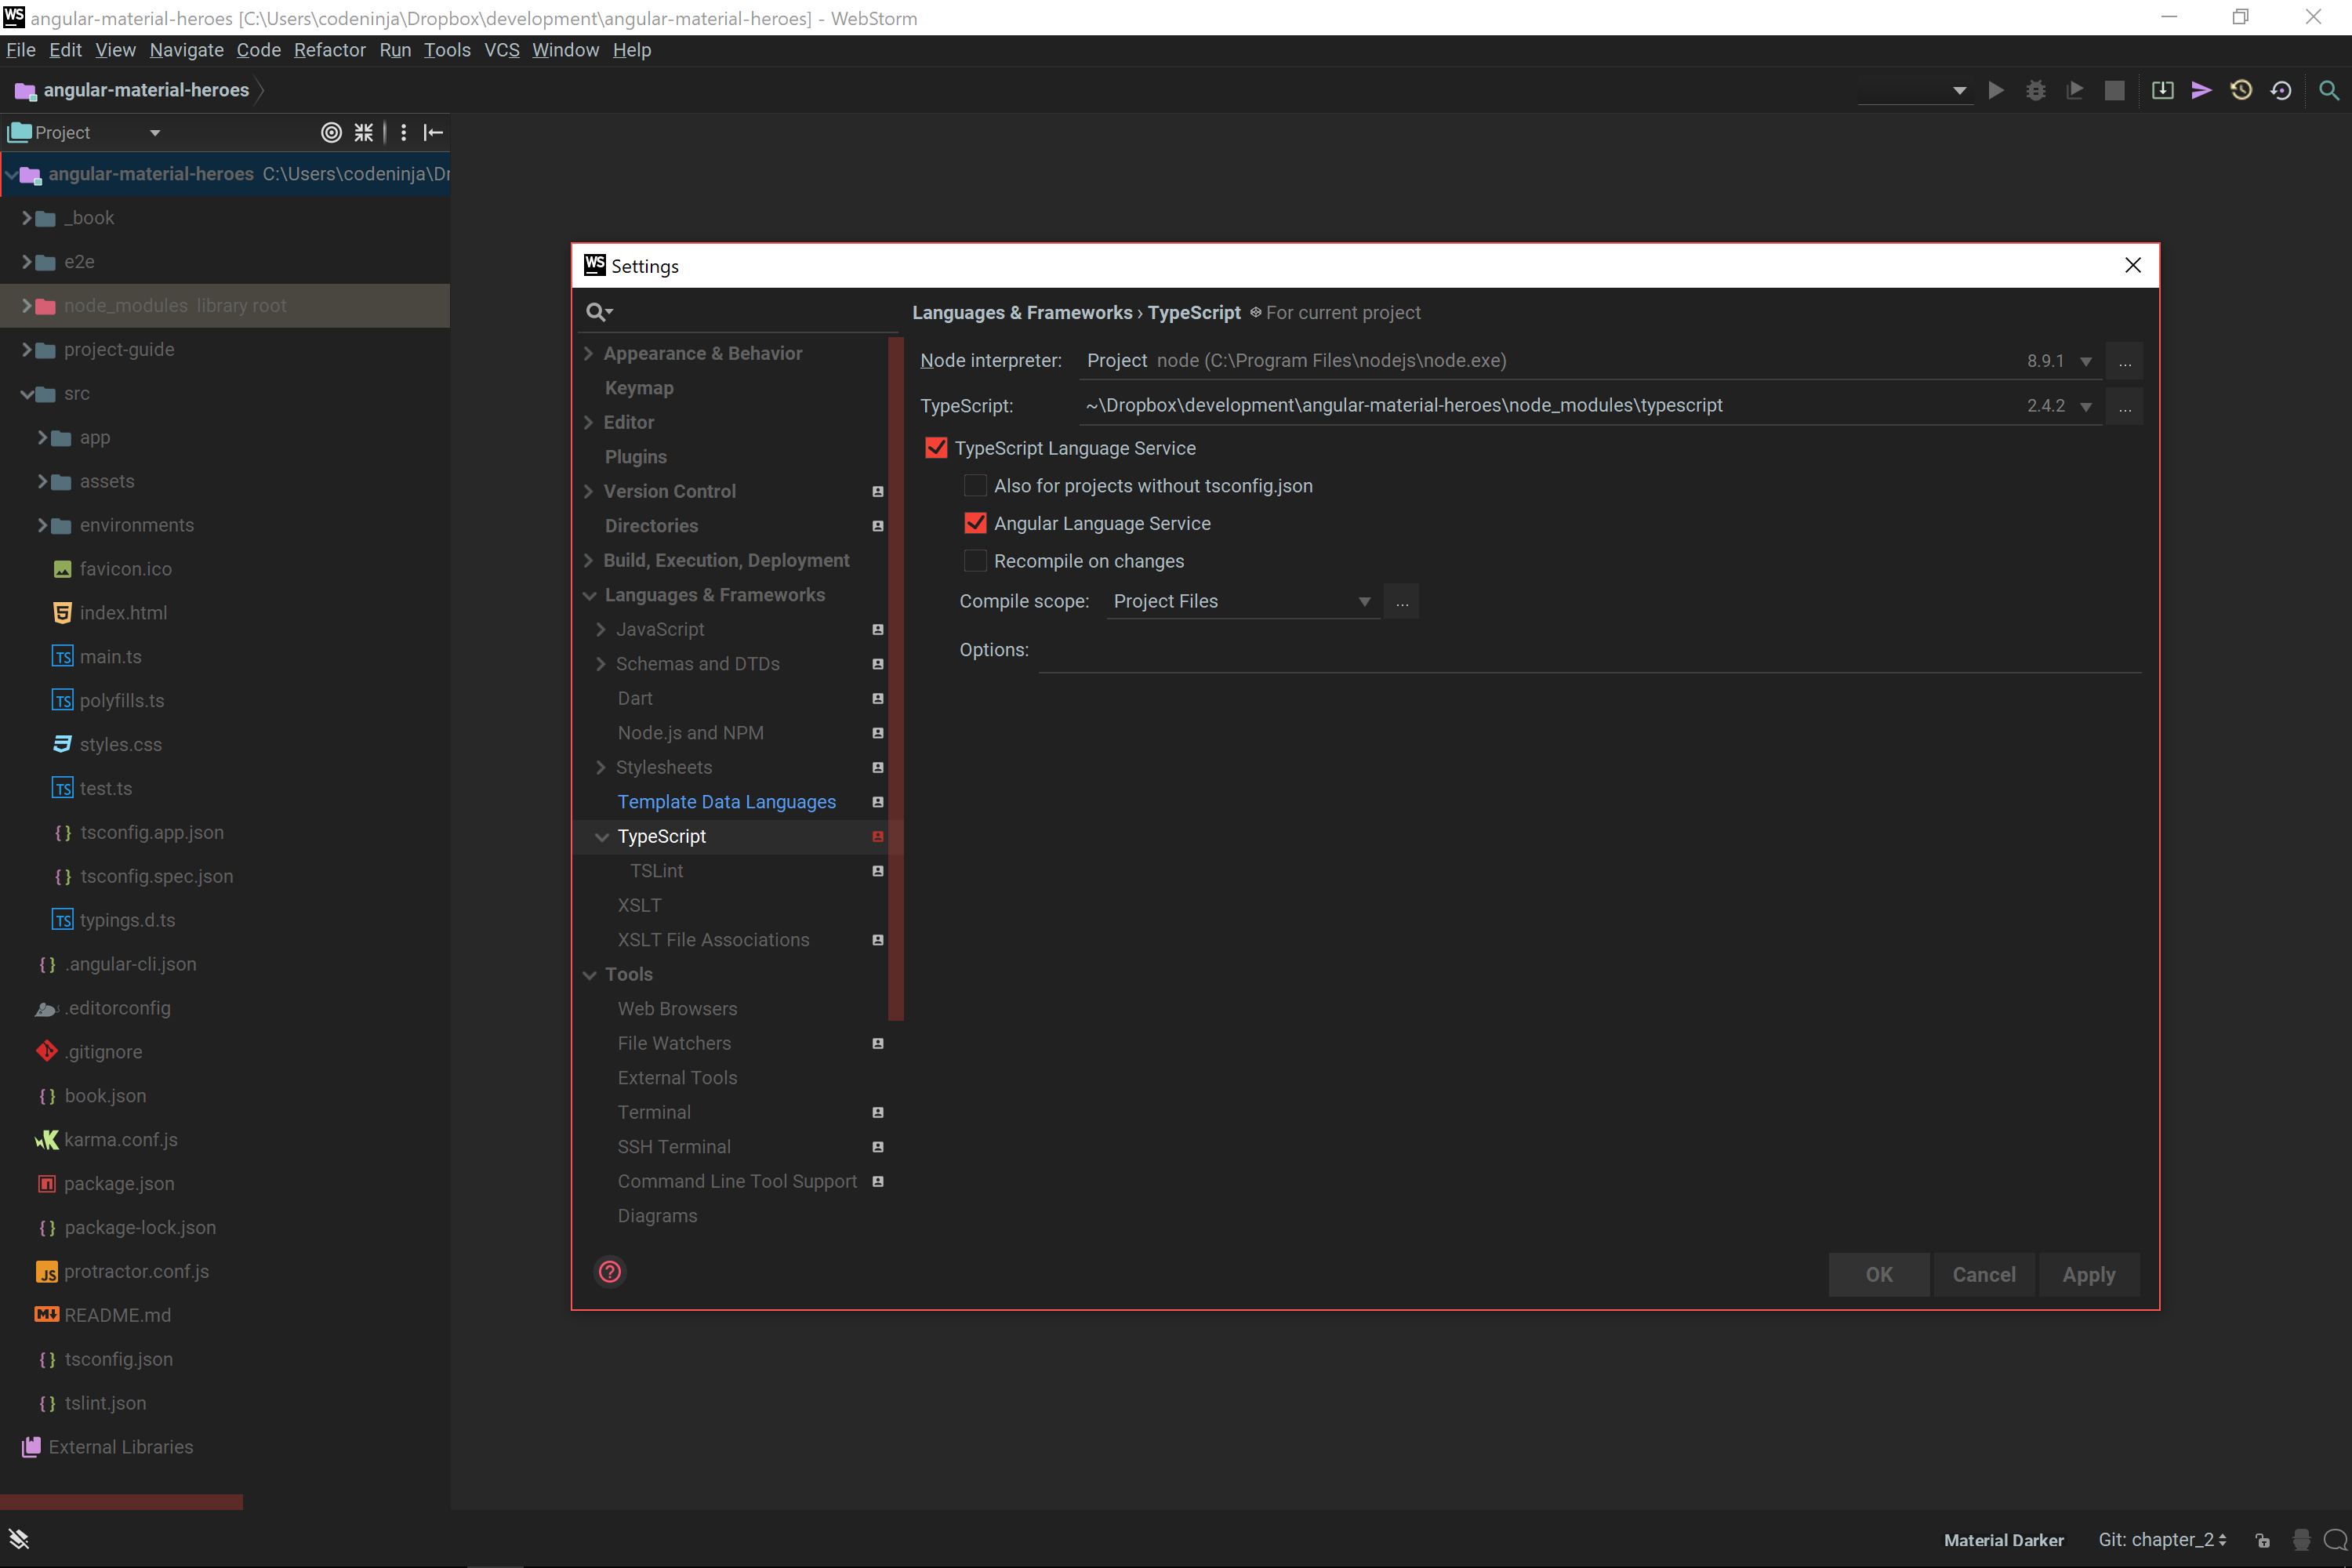 WS angular-material-heroes [C:\Users\codeninja\Dropbox\development\angular-material-heroes] - WebStorm
File Edit View Navigate Code Refactor Run Tools VCS Window Help
angular-material-heroes
Project
angular-material-heroes C:\Users\codeninja\Dr
_book
e2e
node_modules library root
project-guide
src
app
assets
environments
favicon.ico
index.html
TS main.ts
TS polyfills.ts
styles.css
TS test.ts
{} tsconfig.app.json
{} tsconfig.spec.json
TS typings.d.ts
{} .angular-cli.json
.editorconfig
.gitignore
{} book.json
karma.conf.js
package.json
{} package-lock.json
JS protractor.conf.js
M README.md
{} tsconfig.json
{} tslint.json
External Libraries
WS Settings
Appearance & Behavior
Keymap
Editor
Plugins
Version Control
Directories
Build, Execution, Deployment
Languages & Frameworks
JavaScript
Schemas and DTDs
Dart
Node.js and NPM
Stylesheets
Template Data Languages
TypeScript
TSLint
XSLT
XSLT File Associations
Tools
Web Browsers
File Watchers
External Tools
Terminal
SSH Terminal
Command Line Tool Support
Diagrams
Languages & Frameworks › TypeScript For current project
Node interpreter: Project node (C:\Program Files\nodejs\node.exe) 8.9.1 ...
TypeScript: ~\Dropbox\development\angular-material-heroes\node_modules\typescript 2.4.2 ...
TypeScript Language Service
Also for projects without tsconfig.json
Angular Language Service
Recompile on changes
Compile scope: Project Files ...
Options:
?
OK Cancel Apply
Material Darker Git: chapter_2